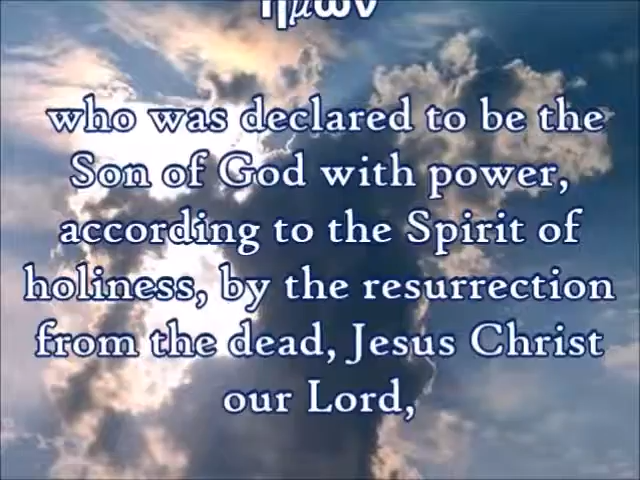 ἡμῶν
who was declared to be the
Son of God with power,
according to the Spirit of
holiness, by the resurrection
from the dead, Jesus Christ
our Lord,